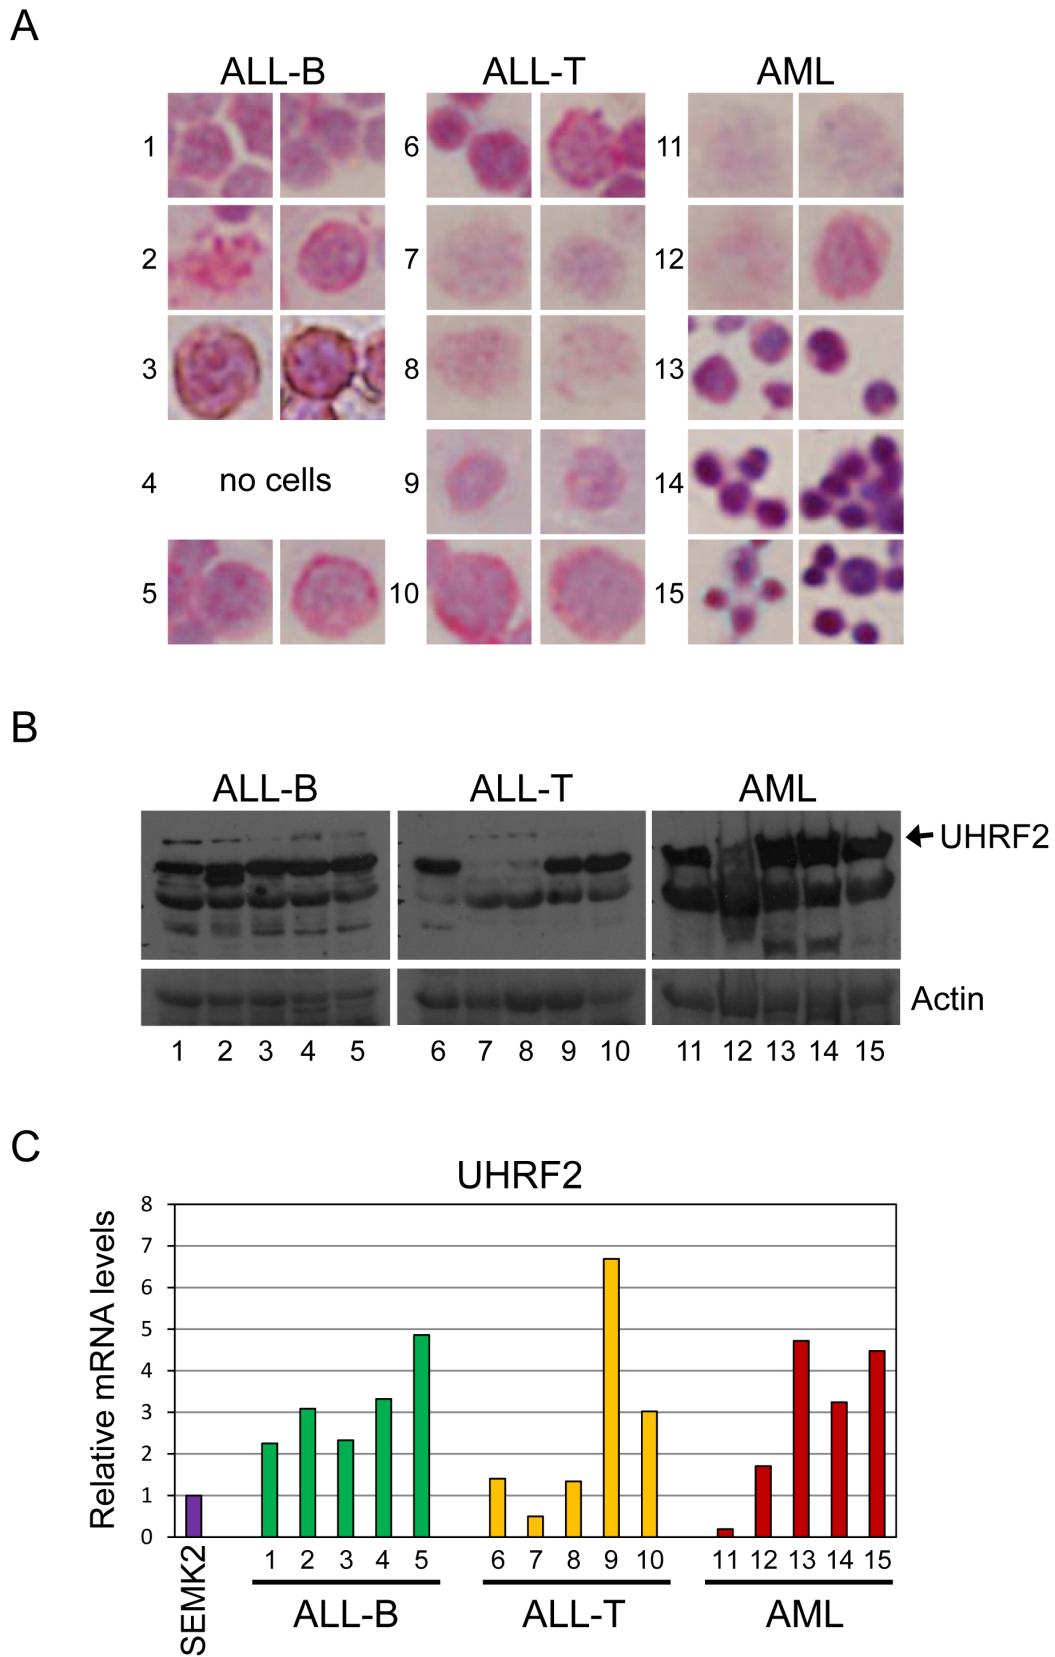 A
ALL-B ALL-T AML
1 6 11
2 7 12
3 8 13
4 no cells 9 14
5 10 15
B
ALL-B ALL-T AML
UHRF2
Actin
1 2 3 4 5 6 7 8 9 10 11 12 13 14 15
C
UHRF2
Relative mRNA levels
8
7
6
5
4
3
2
1
0
SEMK2 1 2 3 4 5 6 7 8 9 10 11 12 13 14 15
ALL-B ALL-T AML